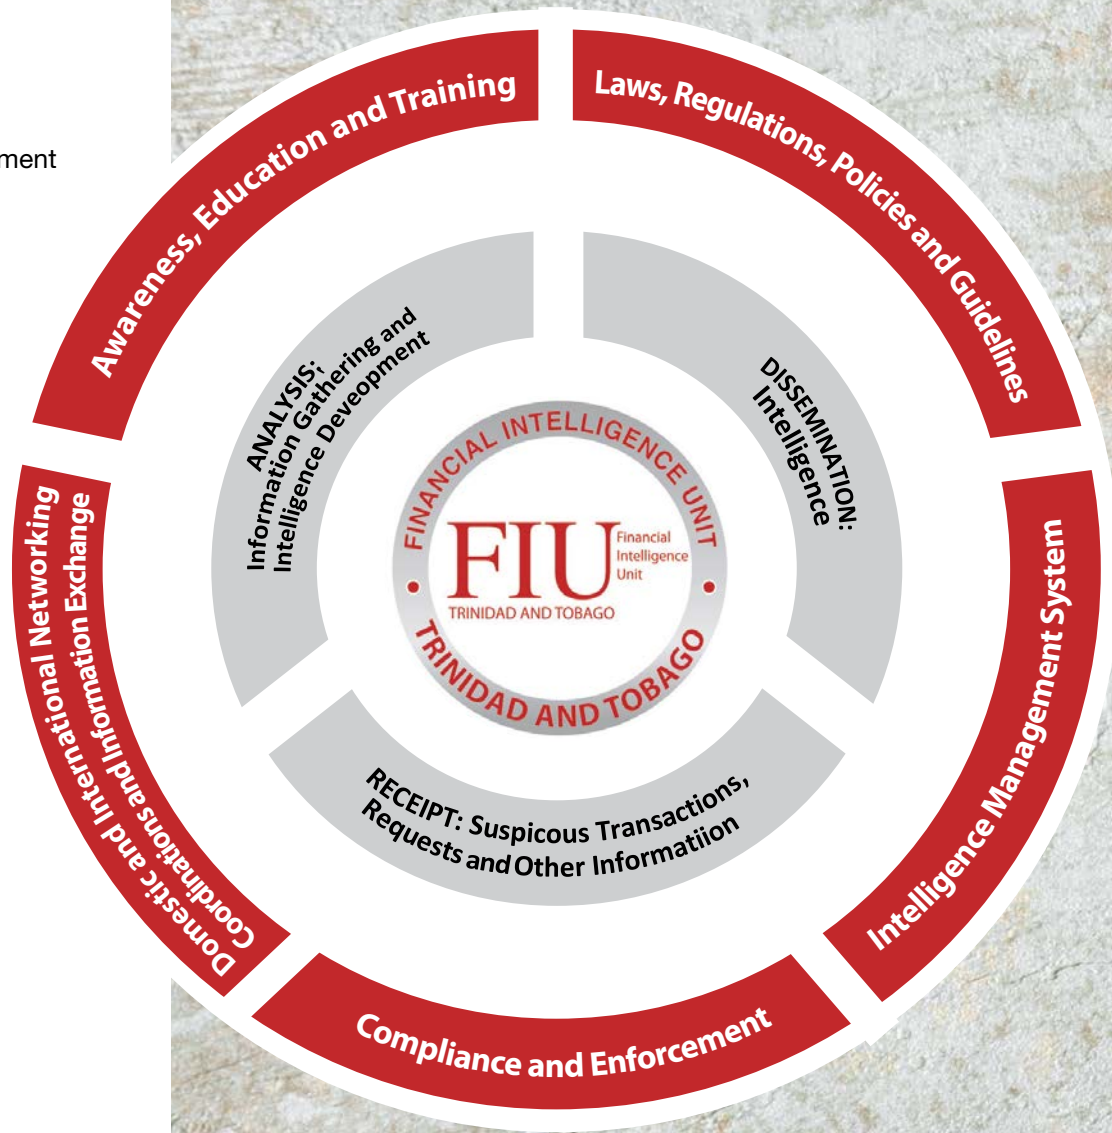 ment
Awareness, Education and Training
Laws, Regulations, Policies and Guidelines
Intelligence Management System
Compliance and Enforcement
Domestic and International Networking
Coordinations and Information Exchange
ANALYSIS;
Information Gathering and
Intelligence Deveopment
DISSEMINATION:
Intelligence
RECEIPT: Suspicous Transactions,
Requests and Other Informatiion
FINANCIAL INTELLIGENCE UNIT
FIU
Financial
Intelligence
Unit
TRINIDAD AND TOBAGO
TRINIDAD AND TOBAGO